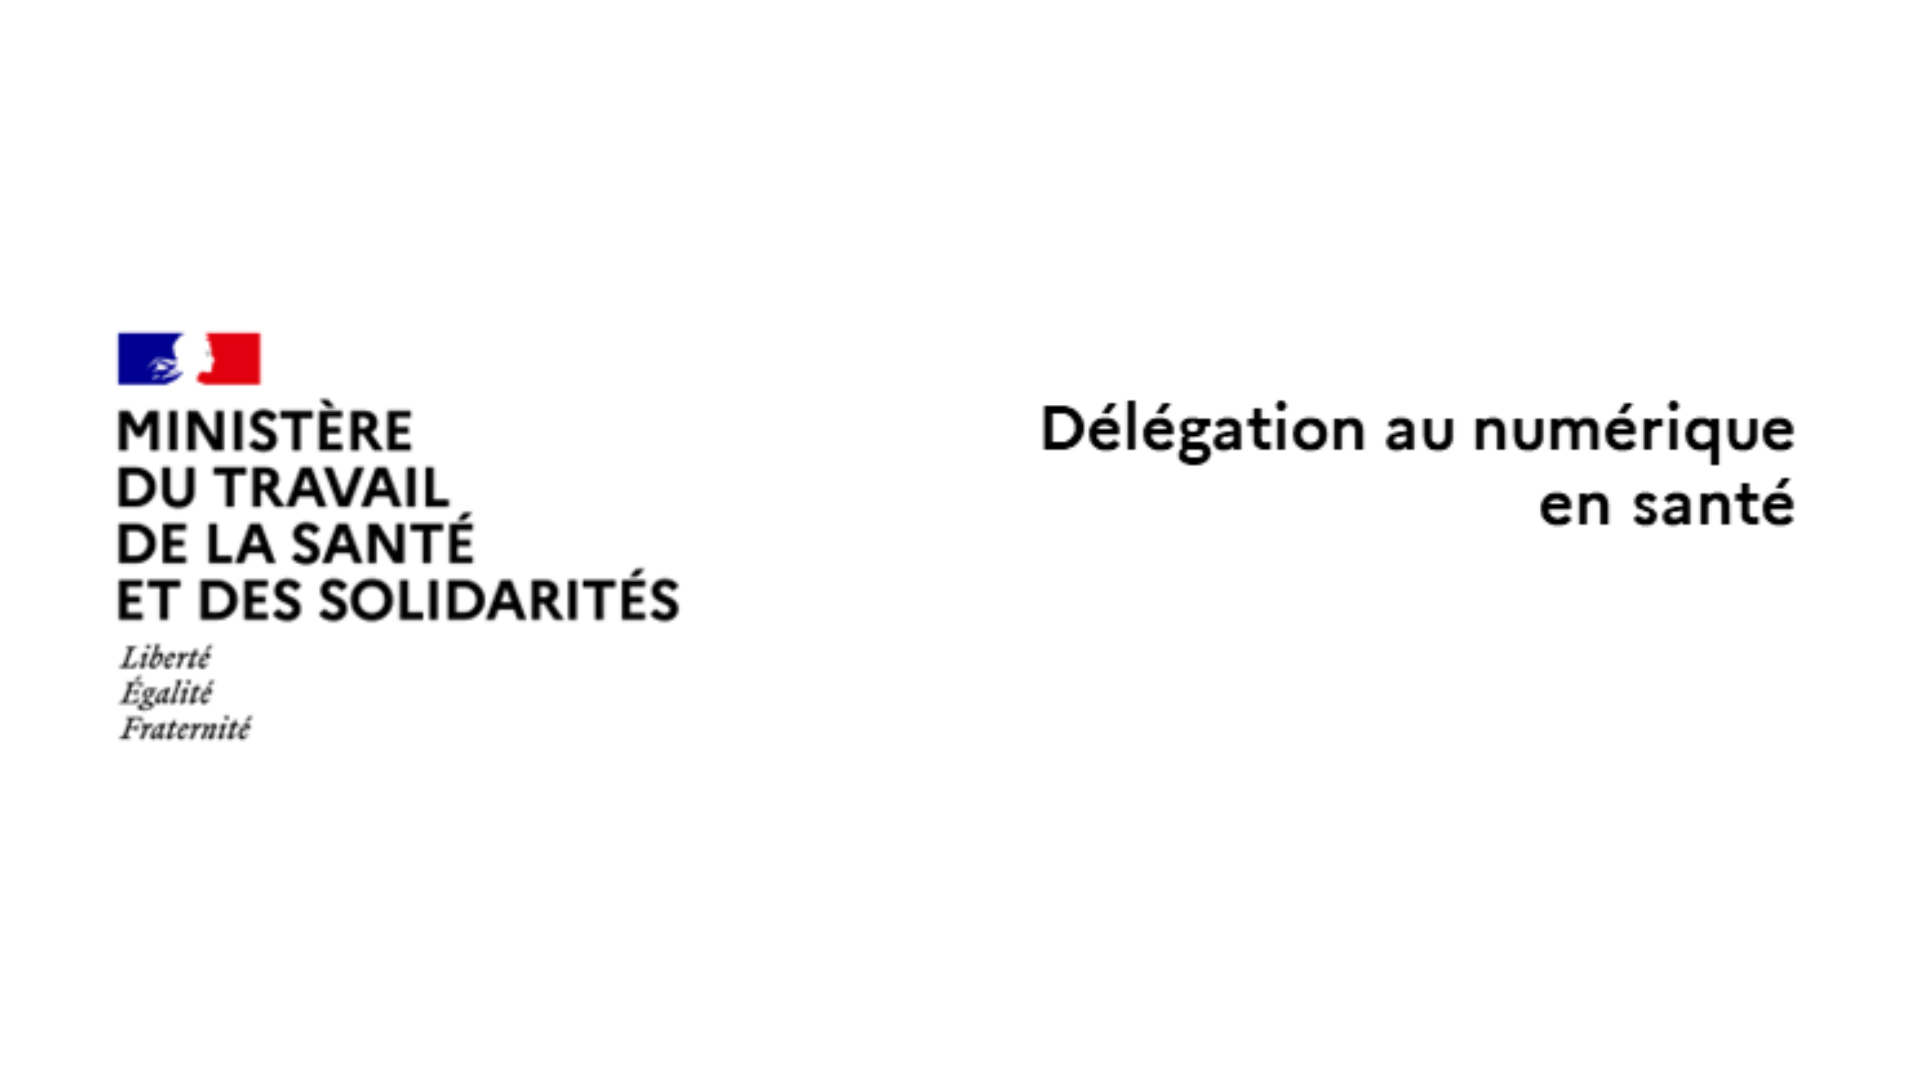 MINISTÈRE
DU TRAVAIL
DE LA SANTÉ
ET DES SOLIDARITÉS
Liberté
Égalité
Fraternité
Délégation au numérique
en santé